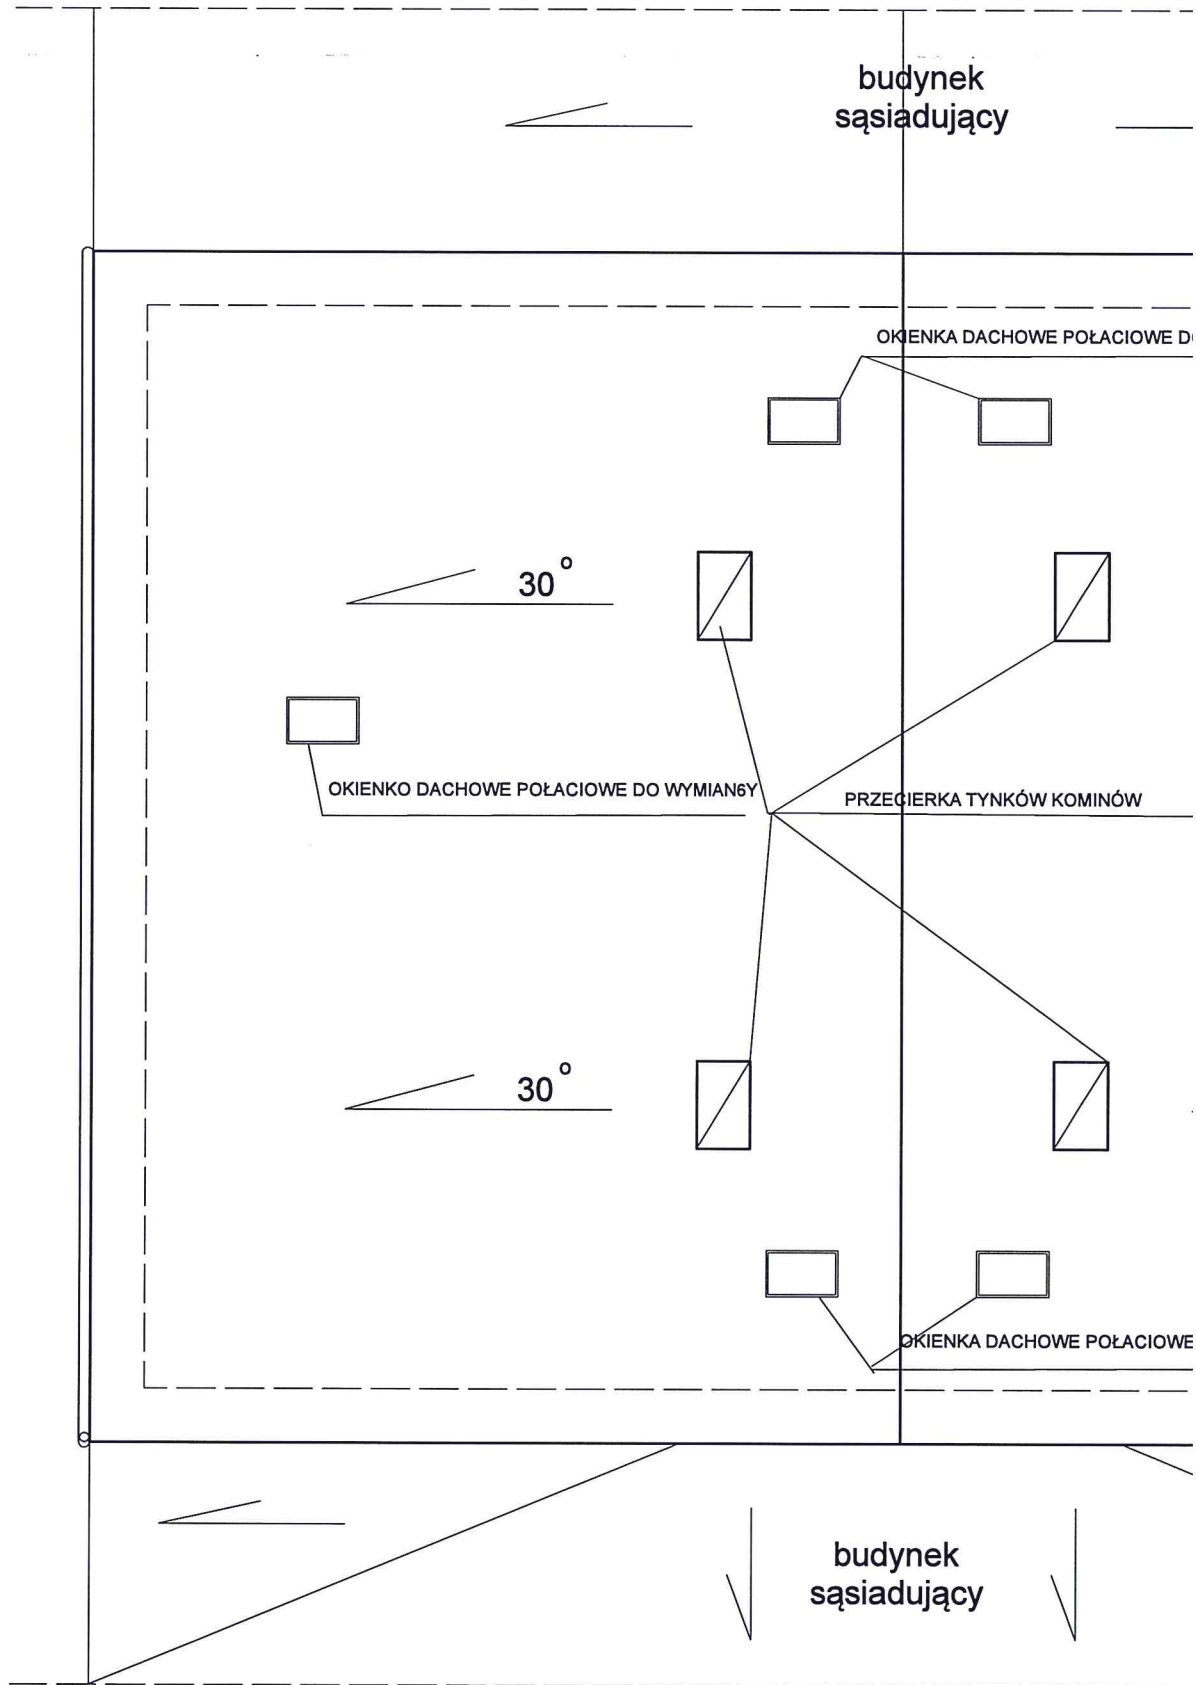 budynek
sąsiadujący
OKIENKA DACHOWE POŁACIOWE
30°
OKIENKO DACHOWE POŁACIOWE DO WYMIAN6Y
PRZECIERKA TYNKÓW KOMINÓW
30°
OKIENKA DACHOWE POŁACIOWE
budynek
sąsiadujący